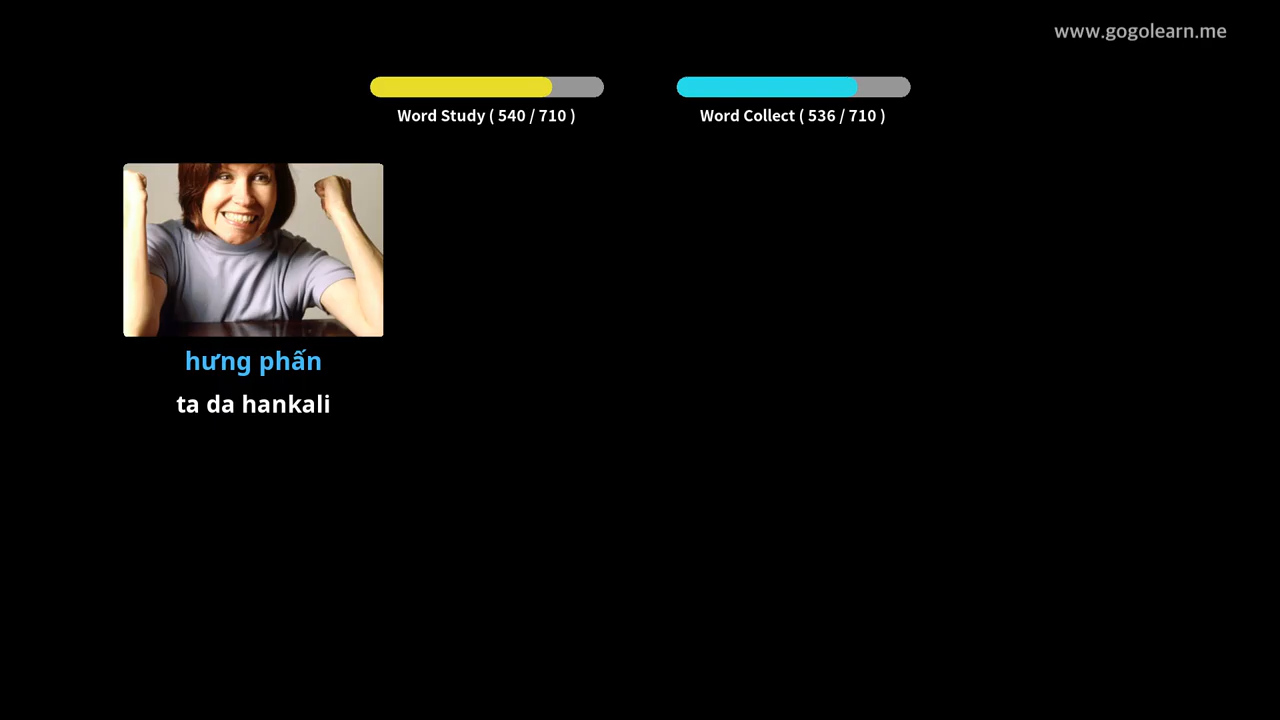 www.gogolearn.me
Word Study ( 540 / 710 )
Word Collect ( 536 / 710 )
hưng phấn
ta da hankali